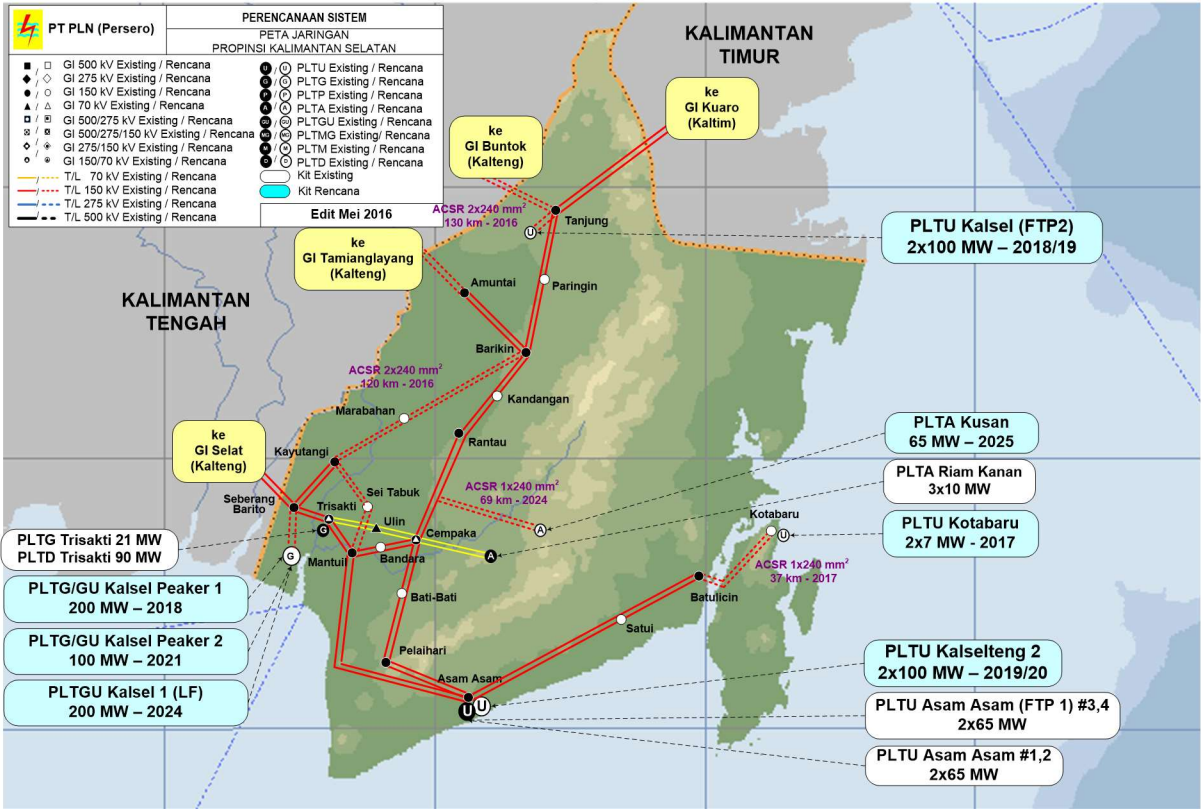 PT PLN (Persero)
PERENCANAAN SISTEM
PETA JARINGAN
PROPINSI KALIMANTAN SELATAN
GI 500 kV Existing / Rencana
GI 275 kV Existing / Rencana
GI 150 kV Existing / Rencana
GI 70 kV Existing / Rencana
GI 500/275 kV Existing / Rencana
GI 500/275/150 kV Existing / Rencana
GI 275/150 kV Existing / Rencana
GI 150/70 kV Existing / Rencana
T/L 70 kV Existing / Rencana
T/L 150 kV Existing / Rencana
T/L 275 kV Existing / Rencana
T/L 500 kV Existing / Rencana
U / U PLTU Existing / Rencana
G / G PLTG Existing / Rencana
P / P PLTP Existing / Rencana
A / A PLTA Existing / Rencana
GU / GU PLTGU Existing / Rencana
MG / MG PLTMG Existing/ Rencana
M / M PLTM Existing / Rencana
D / D PLTD Existing / Rencana
Kit Existing
Kit Rencana
Edit Mei 2016
KALIMANTAN
TIMUR
ke
GI Kuaro
(Kaltim)
ke
GI Buntok
(Kalteng)
ACSR 2x240 mm²
130 km - 2016
Tanjung
U
PLTU Kalsel (FTP2)
2x100 MW – 2018/19
ke
GI Tamianglayang
(Kalteng)
Amuntai
Paringin
KALIMANTAN
TENGAH
Barikin
ACSR 2x240 mm²
120 km - 2016
Kandangan
Marabahan
Rantau
PLTA Kusan
65 MW – 2025
ke
GI Selat
(Kalteng)
Kayutangi
PLTA Riam Kanan
3x10 MW
ACSR 1x240 mm²
69 km - 2024
Seberang
Barito
Trisakti
Sei Tabuk
Ulin
Cempaka
A
Kotabaru
U
PLTU Kotabaru
2x7 MW - 2017
G
PLTG Trisakti 21 MW
PLTD Trisakti 90 MW
G
Mantuil
Bandara
A
ACSR 1x240 mm²
37 km - 2017
PLTG/GU Kalsel Peaker 1
200 MW – 2018
Bati-Bati
Batulicin
Satui
PLTG/GU Kalsel Peaker 2
100 MW – 2021
Pelaihari
PLTU Kalselteng 2
2x100 MW – 2019/20
Asam Asam
U
U
PLTGU Kalsel 1 (LF)
200 MW – 2024
PLTU Asam Asam (FTP 1) #3,4
2x65 MW
PLTU Asam Asam #1,2
2x65 MW